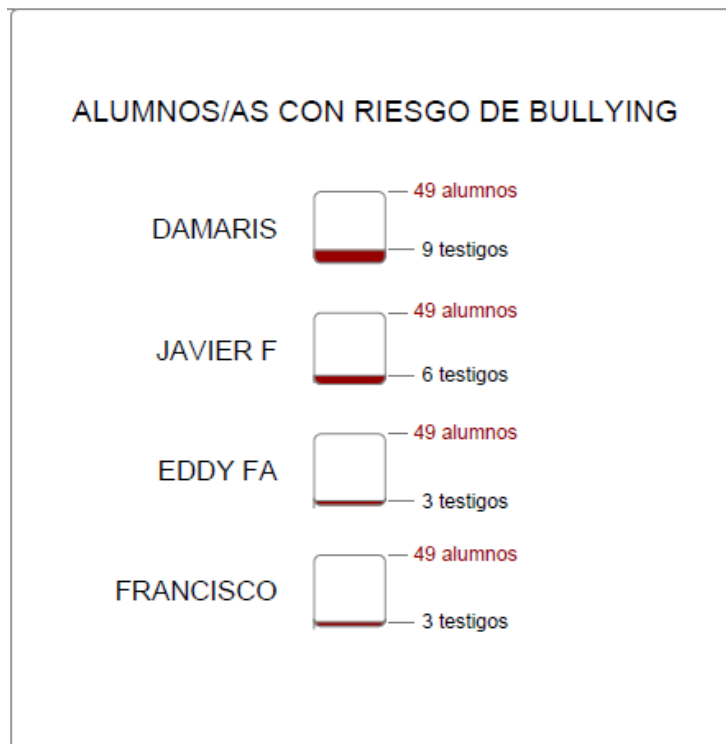 ALUMNOS/AS CON RIESGO DE BULLYING
49 alumnos
DAMARIS
9 testigos
49 alumnos
JAVIER F
6 testigos
49 alumnos
EDDY FA
3 testigos
49 alumnos
FRANCISCO
3 testigos